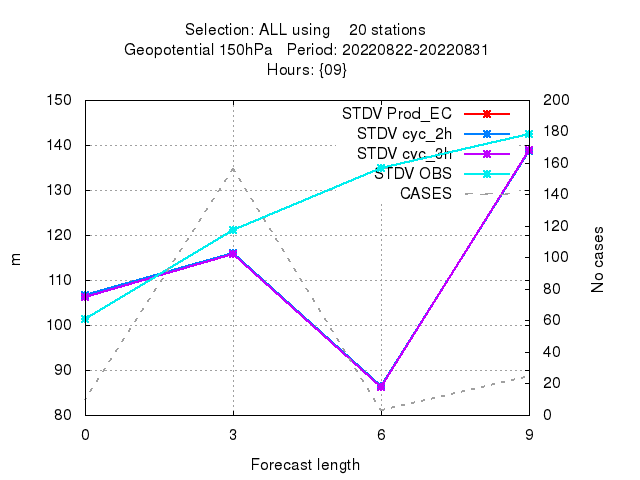 Selection: ALL using 20 stations
Geopotential 150hPa Period: 20220822-20220831
Hours: {09}
150 200
STDV Prod_EC
180
140 STDV cyc_2h
160
STDV cyc_3h
STDV OBS
130 140
CASES
120
120
m
100
No cases
110
80
100 60
40
90
20
80 0
0 3 6 9
Forecast length